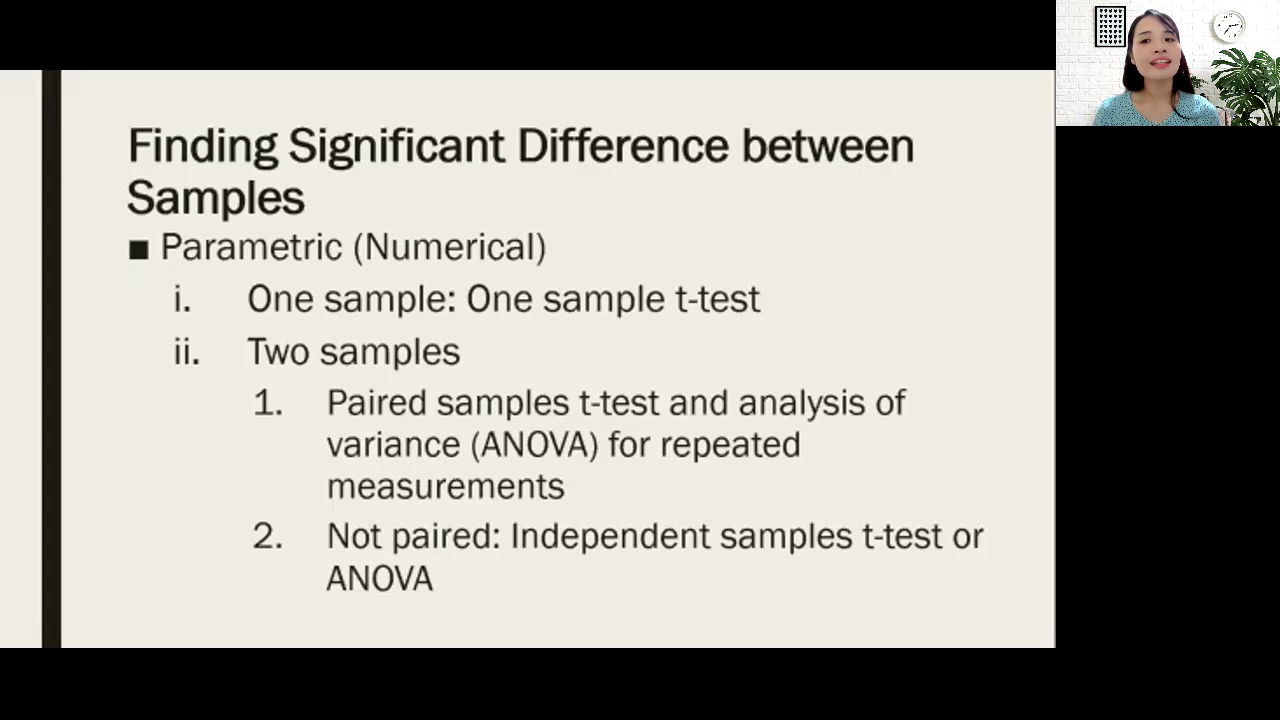 Finding Significant Difference between
Samples
■ Parametric (Numerical)
i. One sample: One sample t-test
ii. Two samples
1. Paired samples t-test and analysis of
variance (ANOVA) for repeated
measurements
2. Not paired: Independent samples t-test or
ANOVA